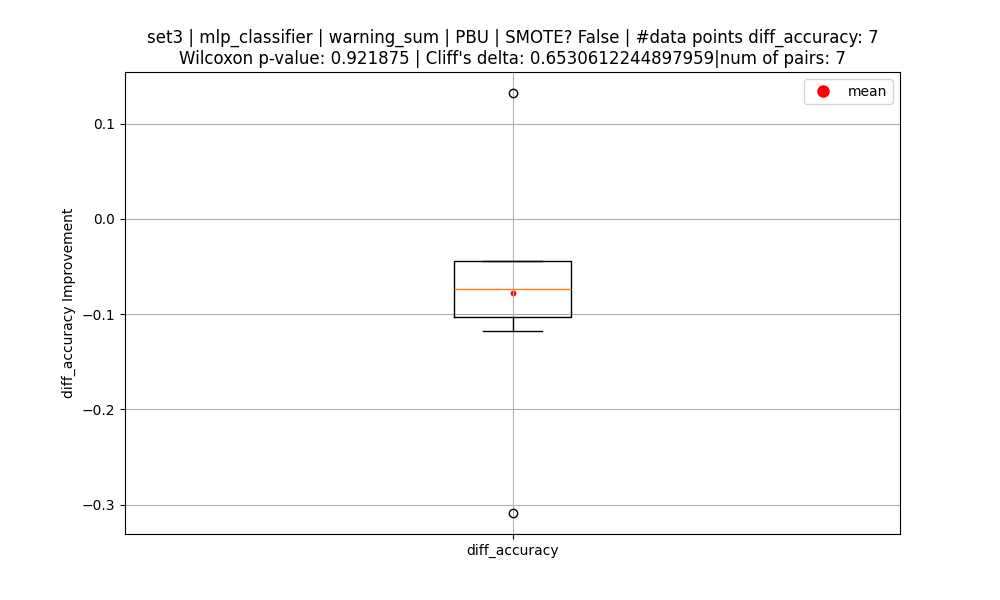 set3 | mlp_classifier | warning_sum | PBU | SMOTE? False | #data points diff_accuracy: 7
Wilcoxon p-value: 0.921875 | Cliff's delta: 0.6530612244897959|num of pairs: 7
mean
0.1
0.0
−0.1
−0.2
−0.3
diff_accuracy Improvement
diff_accuracy